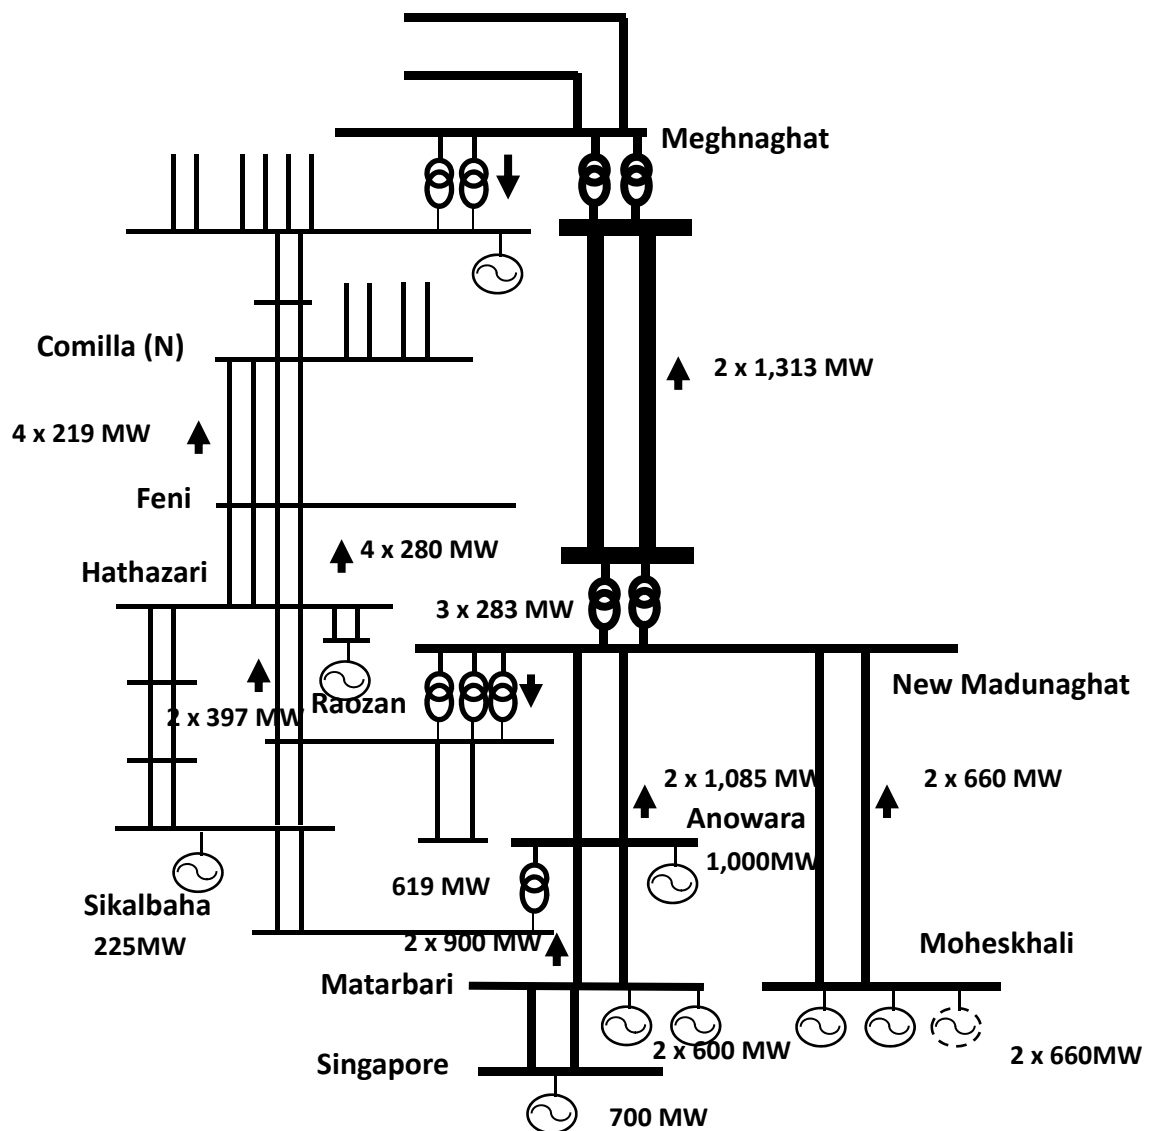 Meghnaghat
Comilla (N)
2 x 1,313 MW
4 x 219 MW
Feni
4 x 280 MW
Hathazari
3 x 283 MW
New Madunaghat
Raozan
2 x 397 MW
2 x 1,085 MW
2 x 660 MW
Anowara
1,000MW
619 MW
Sikalbaha
225MW
2 x 900 MW
Moheskhali
Matarbari
2 x 600 MW
2 x 660MW
Singapore
700 MW